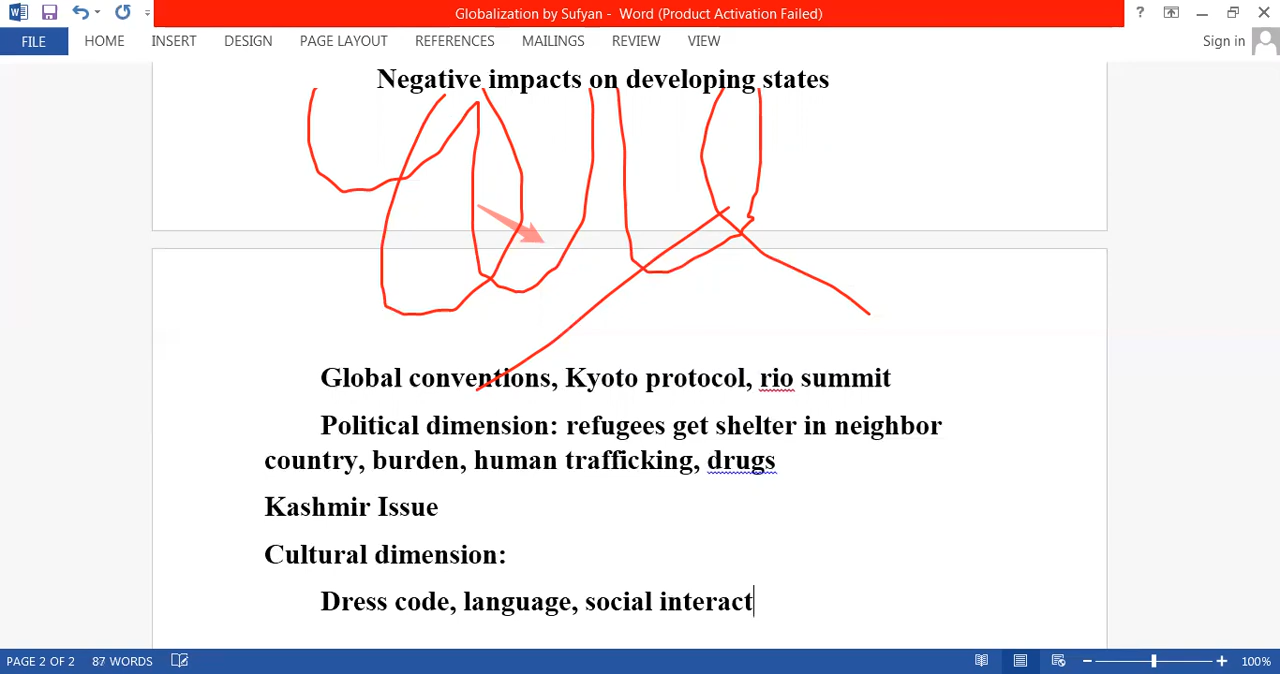 Globalization by Sufyan - Word (Product Activation Failed)
?
FILE HOME INSERT DESIGN PAGE LAYOUT REFERENCES MAILINGS REVIEW VIEW Sign in
Negative impacts on developing states
Global conventions, Kyoto protocol, rio summit
Political dimension: refugees get shelter in neighbor
country, burden, human trafficking, drugs
Kashmir Issue
Cultural dimension:
Dress code, language, social interact
PAGE 2 OF 2 87 WORDS 100%